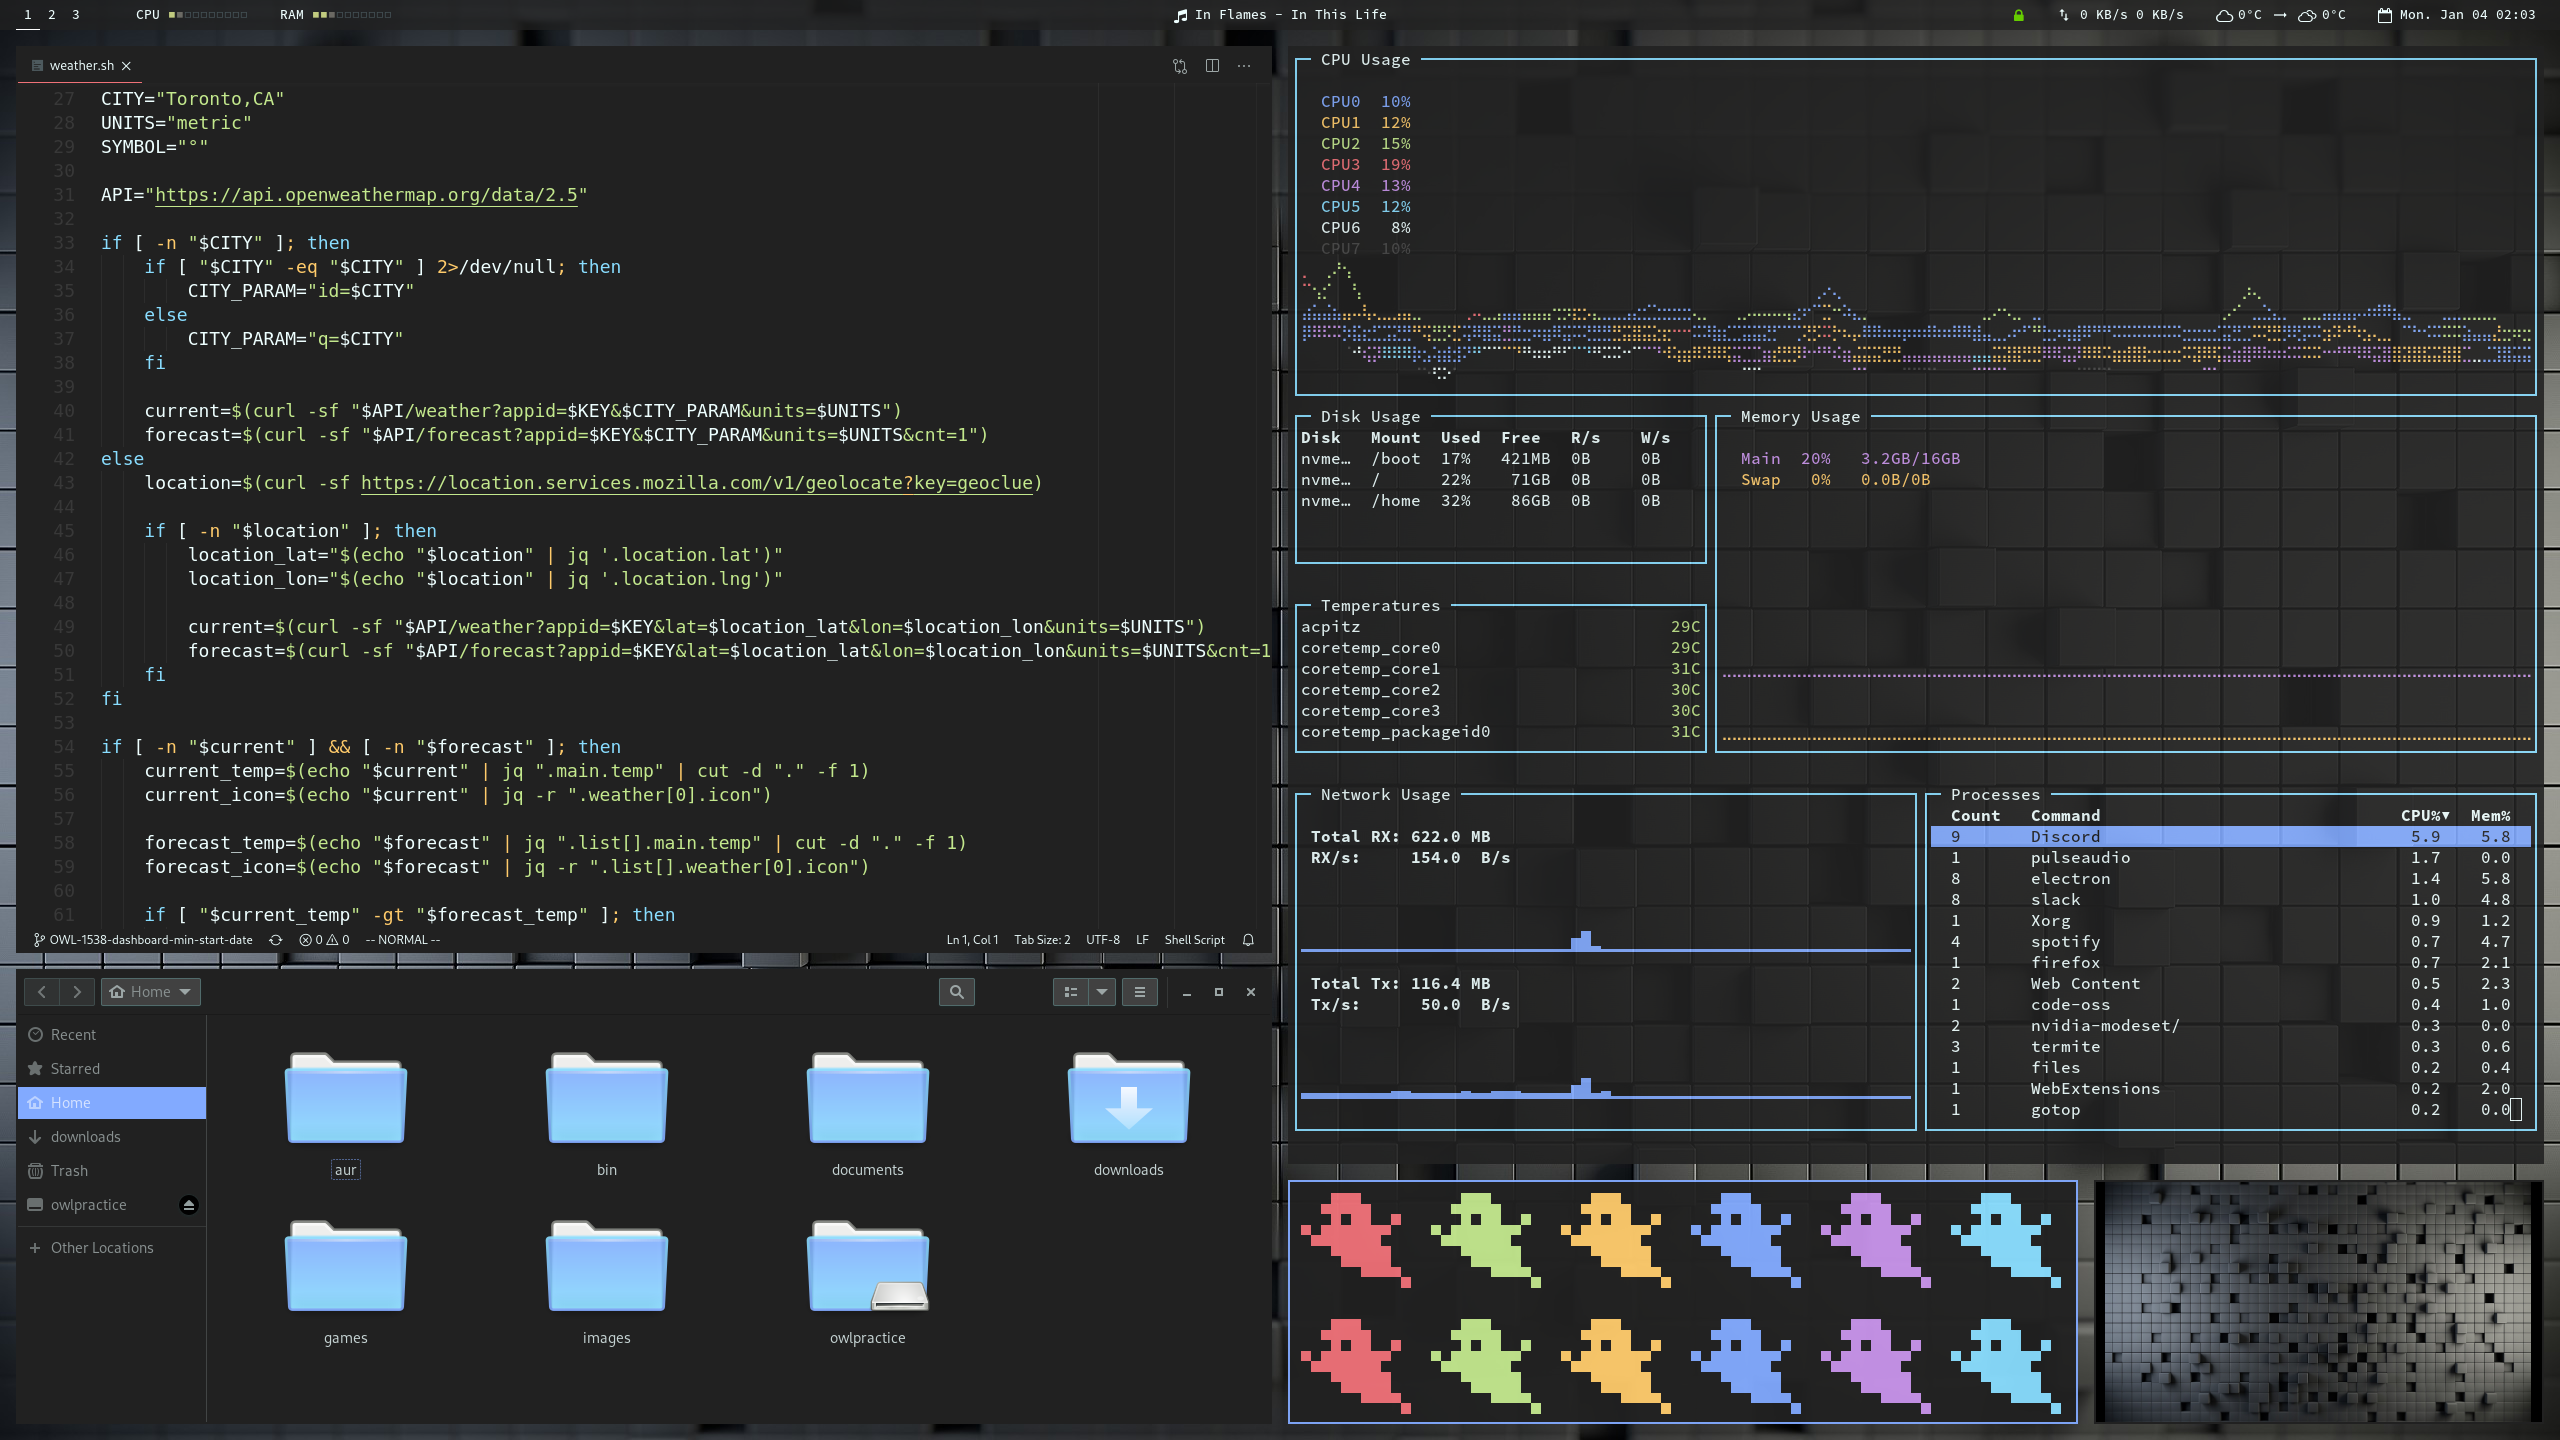 1 2 3 CPU RAM In Flames - In This Life 0 KB/s 0 KB/s 0°C → 0°C Mon. Jan 04 02:03
weather.sh
27 CITY="Toronto,CA"
28 UNITS="metric"
29 SYMBOL="°"
30
31 API="https://api.openweathermap.org/data/2.5"
32
33 if [ -n "$CITY" ]; then
34 if [ "$CITY" -eq "$CITY" ] 2>/dev/null; then
35 CITY_PARAM="id=$CITY"
36 else
37 CITY_PARAM="q=$CITY"
38 fi
39
40 current=$(curl -sf "$API/weather?appid=$KEY&$CITY_PARAM&units=$UNITS")
41 forecast=$(curl -sf "$API/forecast?appid=$KEY&$CITY_PARAM&units=$UNITS&cnt=1")
42 else
43 location=$(curl -sf https://location.services.mozilla.com/v1/geolocate?key=geoclue)
44
45 if [ -n "$location" ]; then
46 location_lat="$(echo "$location" | jq '.location.lat')"
47 location_lon="$(echo "$location" | jq '.location.lng')"
48
49 current=$(curl -sf "$API/weather?appid=$KEY&lat=$location_lat&lon=$location_lon&units=$UNITS")
50 forecast=$(curl -sf "$API/forecast?appid=$KEY&lat=$location_lat&lon=$location_lon&units=$UNITS&cnt=1
51 fi
52 fi
53
54 if [ -n "$current" ] && [ -n "$forecast" ]; then
55 current_temp=$(echo "$current" | jq ".main.temp" | cut -d "." -f 1)
56 current_icon=$(echo "$current" | jq -r ".weather[0].icon")
57
58 forecast_temp=$(echo "$forecast" | jq ".list[].main.temp" | cut -d "." -f 1)
59 forecast_icon=$(echo "$forecast" | jq -r ".list[].weather[0].icon")
60
61 if [ "$current_temp" -gt "$forecast_temp" ]; then
OWL-1538-dashboard-min-start-date 0 0 -- NORMAL -- Ln 1, Col 1 Tab Size: 2 UTF-8 LF Shell Script
Home
Recent
Starred
Home
downloads
Trash
owlpractice
Other Locations
aur bin documents downloads
games images owlpractice
CPU Usage
CPU0 10%
CPU1 12%
CPU2 15%
CPU3 19%
CPU4 13%
CPU5 12%
CPU6 8%
CPU7 10%
Disk Usage
Disk Mount Used Free R/s W/s
nvme… /boot 17% 421MB 0B 0B
nvme… / 22% 71GB 0B 0B
nvme… /home 32% 86GB 0B 0B
Memory Usage
Main 20% 3.2GB/16GB
Swap 0% 0.0B/0B
Temperatures
acpitz 29C
coretemp_core0 29C
coretemp_core1 31C
coretemp_core2 30C
coretemp_core3 30C
coretemp_packageid0 31C
Network Usage
Total RX: 622.0 MB
RX/s: 154.0 B/s
Total Tx: 116.4 MB
Tx/s: 50.0 B/s
Processes
Count Command CPU%▼ Mem%
9 Discord 5.9 5.8
1 pulseaudio 1.7 0.0
8 electron 1.4 5.8
8 slack 1.0 4.8
1 Xorg 0.9 1.2
4 spotify 0.7 4.7
1 firefox 0.7 2.1
2 Web Content 0.5 2.3
1 code-oss 0.4 1.0
2 nvidia-modeset/ 0.3 0.0
3 termite 0.3 0.6
1 files 0.2 0.4
1 WebExtensions 0.2 2.0
1 gotop 0.2 0.0